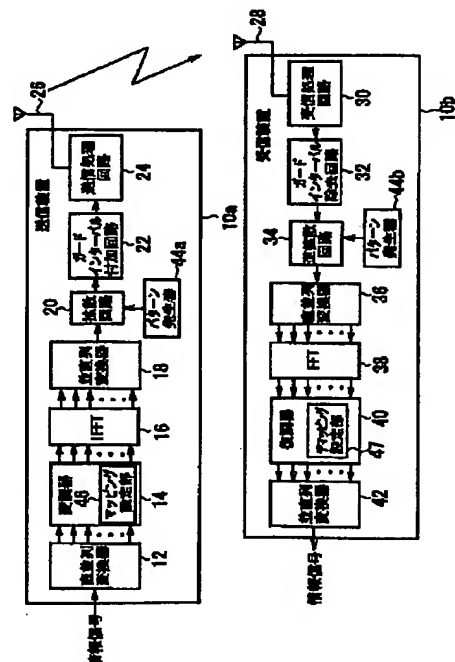 送信装置
26
送信処理
回路
24
ガード
インターバル
付加回路
22
20
拡散
回路
44a
パターン
発生器
並直列
変換器
18
IFFT
16
変調器
46
マッピング
設定部
14
直並列
変換器
12
情報信号
10a
28
受信装置
受信処理
回路
30
ガード
インターバル
除去回路
32
34
逆拡散
回路
44b
パターン
発生器
直並列
変換器
36
FFT
38
復調器
デマッピング
設定部
40
47
並直列
変換器
42
情報信号
10b